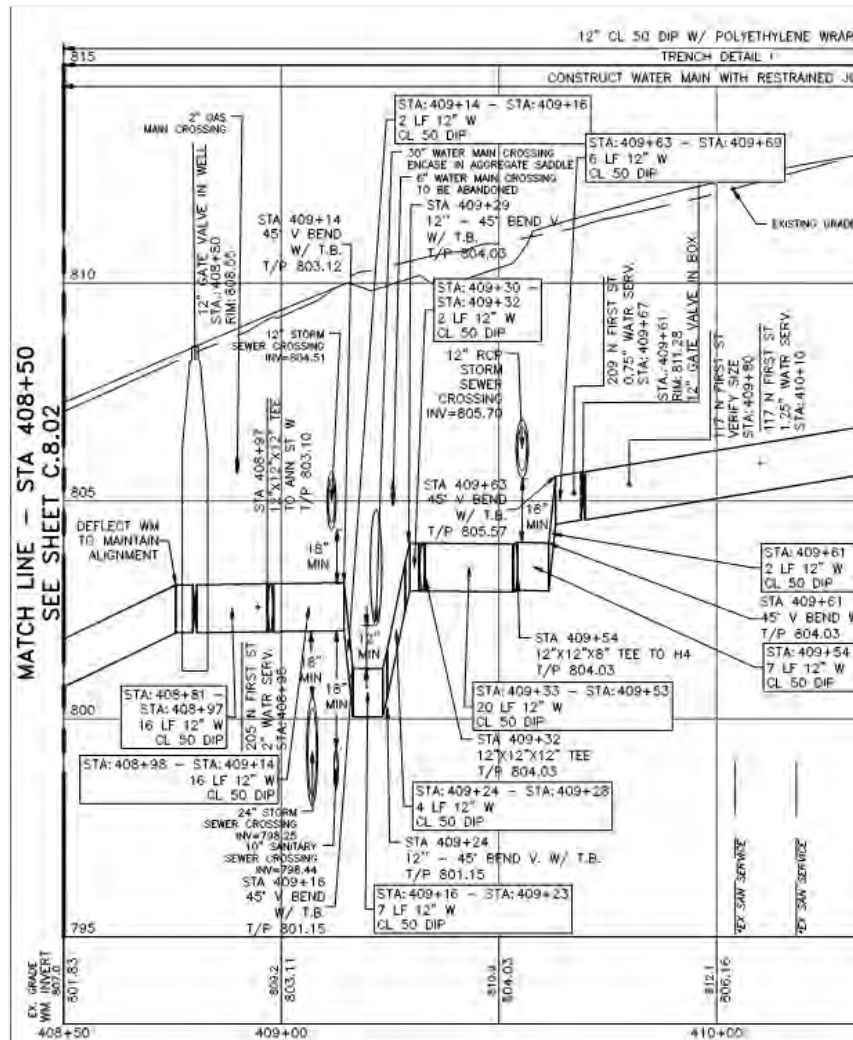 12" CL 50 DIP W/ POLYETHYLENE WRAP
815
TRENCH DETAIL I
CONSTRUCT WATER MAIN WITH RESTRAINED
STA:409+14 - STA:409+16
2 LF 12" W
CL 50 DIP
2" GAS
MAIN CROSSING
30" WATER MAIN CROSSING
ENCASE IN AGGREGATE SADDLE
6" WATER MAIN CROSSING
TO BE ABANDONED
STA:409+63 - STA:409+69
6 LF 12" W
CL 50 DIP
STA 409+29
12" - 45° BEND V.
W/ T.B.
T/P 804.03
STA 409+14
45° V BEND
W/ T.B.
T/P 803.12
EXISTING GRADE
12" GATE VALVE IN WELL
STA.: 408+80
RIM: 808.55
810
STA:409+30 -
STA:409+32
2 LF 12" W
CL 50 DIP
209 N FIRST ST
0.75" WATR SERV.
STA:409+67
STA.:409+61
RIM: 811.28
12" GATE VALVE IN BOX
117 N FIRST ST
VERIFY SIZE
STA:409+80
117 N FIRST ST
1.25" WATR SERV.
STA:410+10
12" STORM
SEWER CROSSING
INV=804.51
12" RCP
STORM
SEWER
CROSSING
INV=805.70
MATCH LINE - STA 408+50
SEE SHEET C.8.02
STA 408+97
12"X12"X12" TEE
TO ANN ST W
T/P 803.10
STA 409+63
45° V BEND
W/ T.B.
T/P 805.57
805
DEFLECT WM
TO MAINTAIN
ALIGNMENT
18"
MIN
18"
MIN
STA:409+61
2 LF 12" W
CL 50 DIP
STA 409+61
45° V BEND W
T/P 804.03
STA 409+54
12"X12"X8" TEE TO H4
T/P 804.03
STA:409+54
7 LF 12" W
CL 50 DIP
12"
MIN
18"
MIN
18"
MIN
STA:408+81 -
STA:408+97
16 LF 12" W
CL 50 DIP
205 N FIRST ST
2" WATR SERV.
STA:408+95
STA:409+33 - STA:409+53
20 LF 12" W
CL 50 DIP
800
STA 409+32
12"X12"X12" TEE
T/P 804.03
STA:408+98 - STA:409+14
16 LF 12" W
CL 50 DIP
STA:409+24 - STA:409+28
4 LF 12" W
CL 50 DIP
24" STORM
SEWER CROSSING
INV=798.25
10" SANITARY
SEWER CROSSING
INV=798.44
STA 409+24
12" - 45° BEND V. W/ T.B.
T/P 801.15
STA 409+16
45° V BEND
W/ T.B.
T/P 801.15
STA:409+16 - STA:409+23
7 LF 12" W
CL 50 DIP
*EX SAN SERVICE
*EX SAN SERVICE
795
EX. GRADE
WM INVERT
807.0
801.83
809.2
803.11
810.9
804.03
812.1
806.16
408+50
409+00
410+00